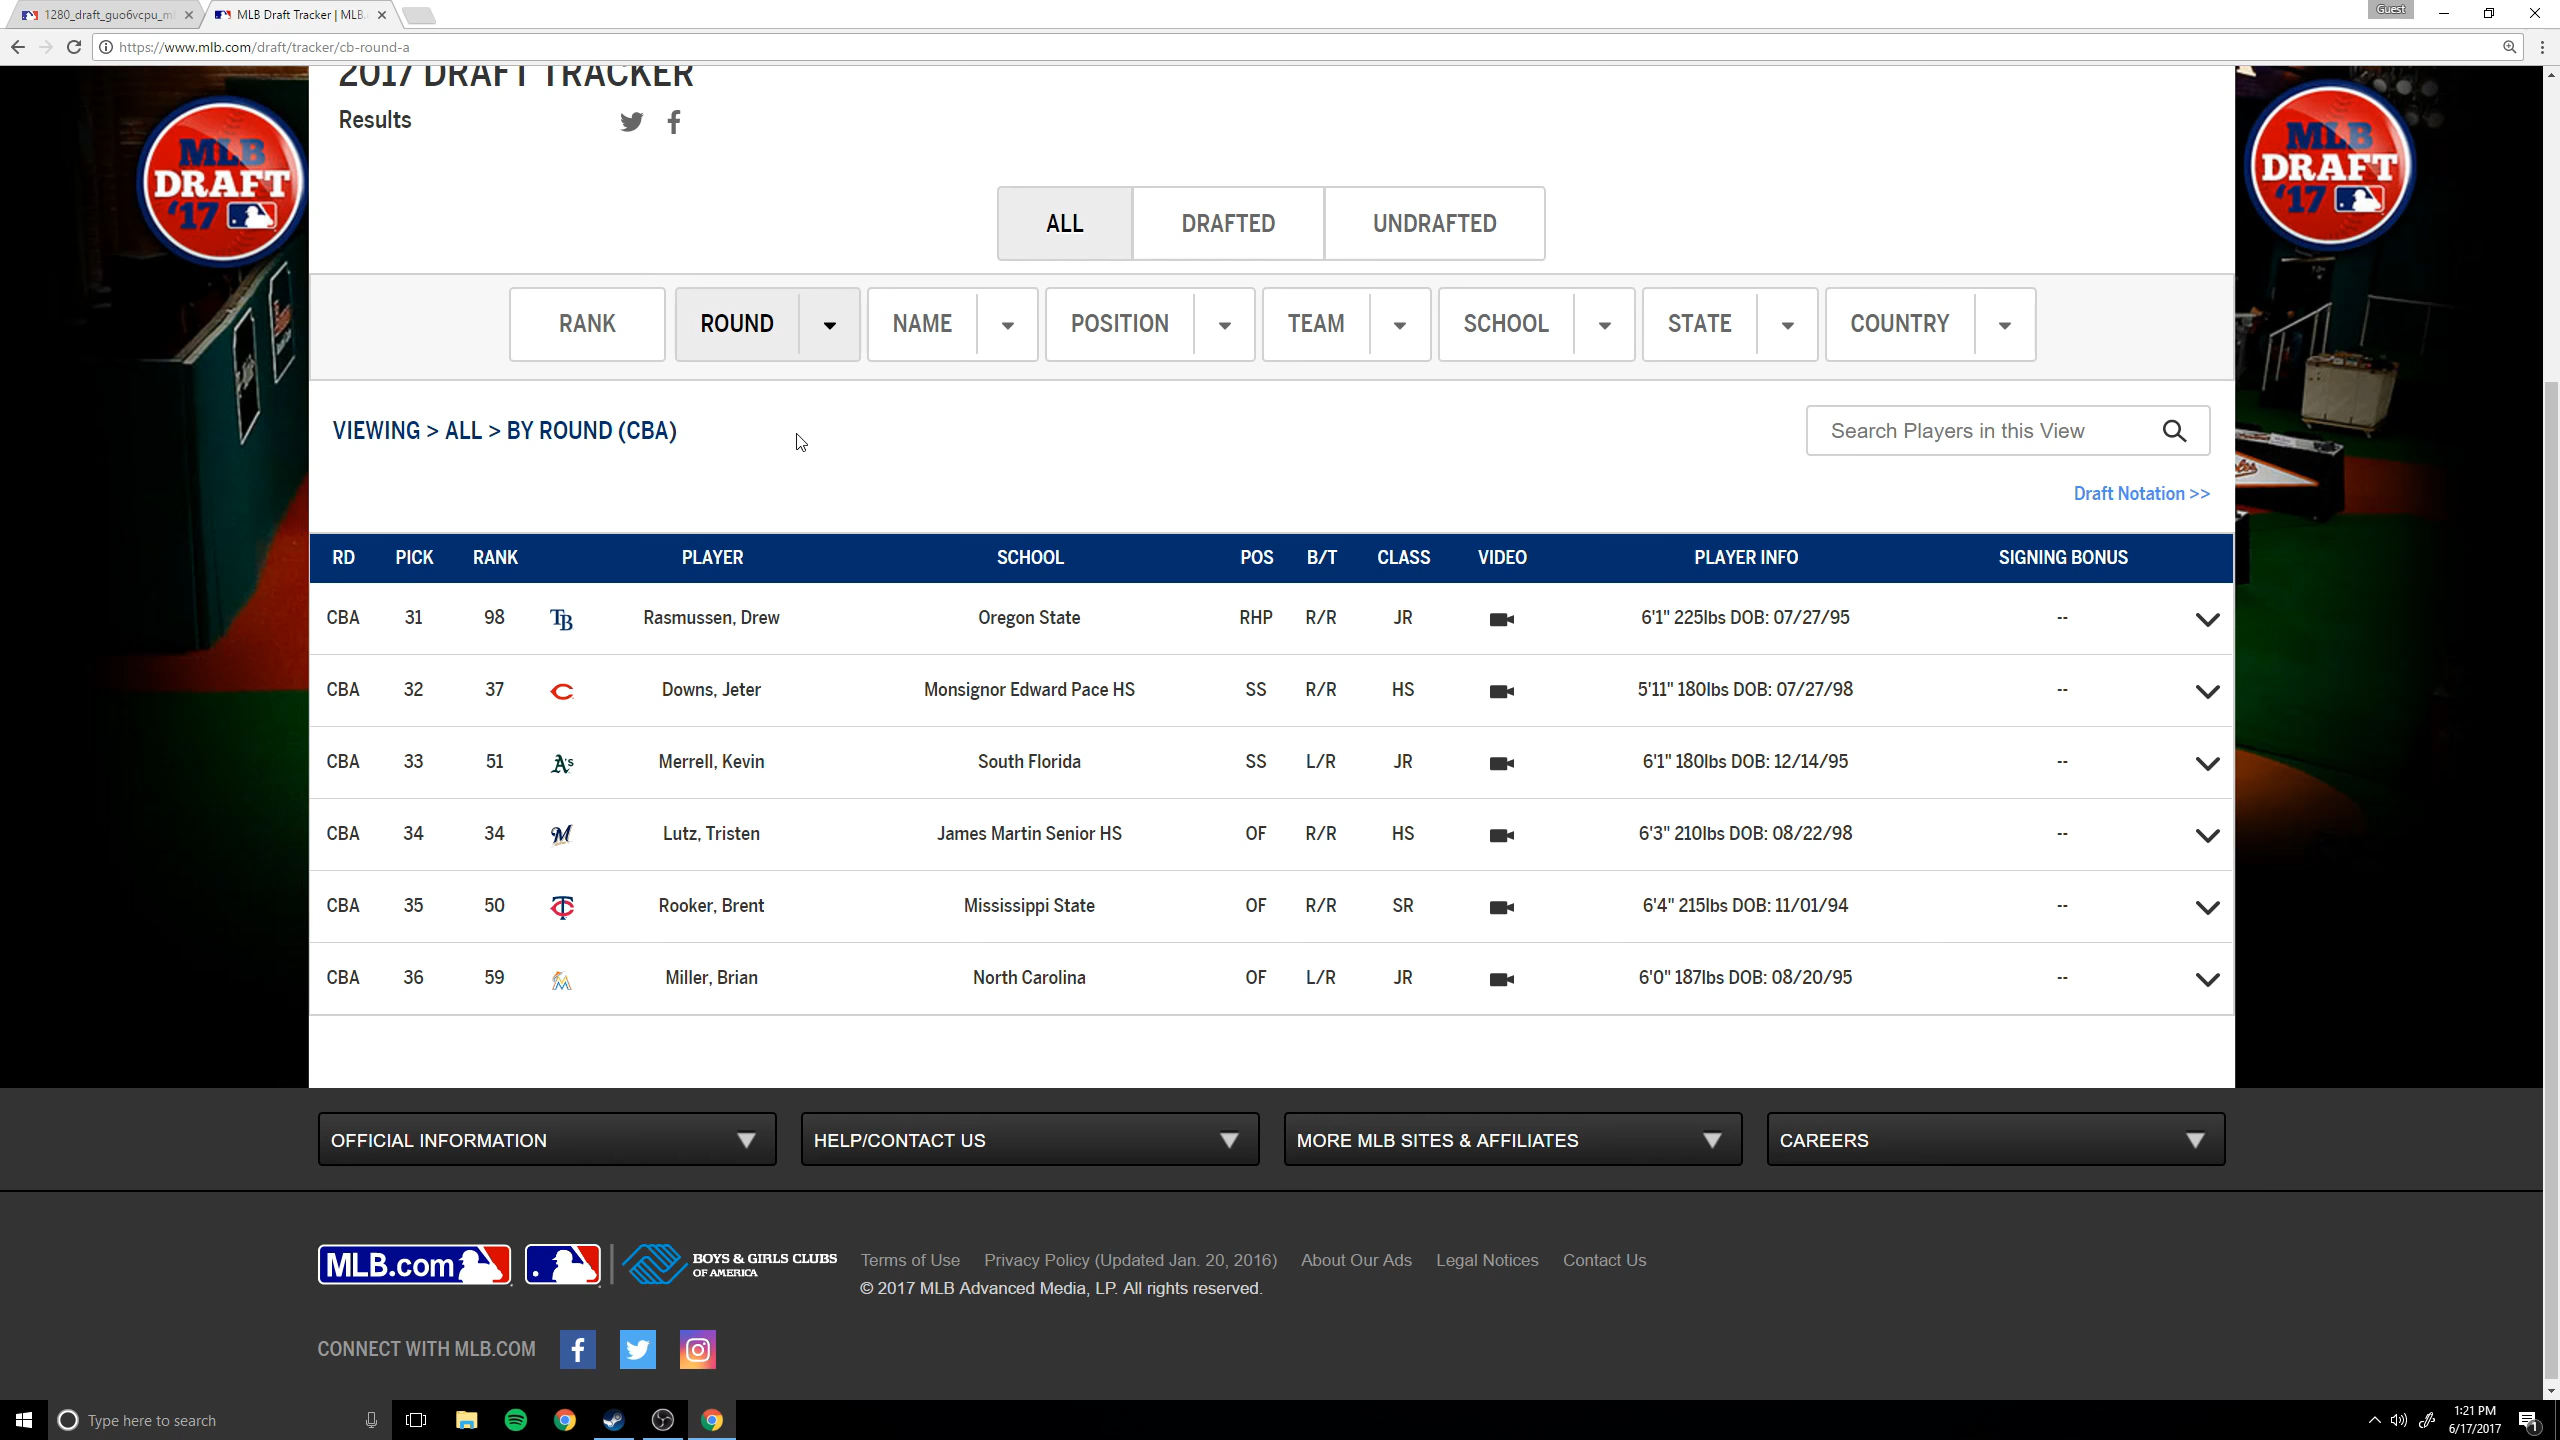 1280_draft_guo6vcpu_m
MLB Draft Tracker | MLB.
Guest
https://www.mlb.com/draft/tracker/cb-round-a
2017 DRAFT TRACKER
Results
MLB
DRAFT
'17
MLB
DRAFT
'17
ALL DRAFTED UNDRAFTED
RANK ROUND NAME POSITION TEAM SCHOOL STATE COUNTRY
VIEWING > ALL > BY ROUND (CBA)
Search Players in this View
Draft Notation >>
RD PICK RANK PLAYER SCHOOL POS B/T CLASS VIDEO PLAYER INFO SIGNING BONUS
CBA 31 98 TB Rasmussen, Drew Oregon State RHP R/R JR 6'1" 225lbs DOB: 07/27/95 --
CBA 32 37 C Downs, Jeter Monsignor Edward Pace HS SS R/R HS 5'11" 180lbs DOB: 07/27/98 --
CBA 33 51 A's Merrell, Kevin South Florida SS L/R JR 6'1" 180lbs DOB: 12/14/95 --
CBA 34 34 M Lutz, Tristen James Martin Senior HS OF R/R HS 6'3" 210lbs DOB: 08/22/98 --
CBA 35 50 TC Rooker, Brent Mississippi State OF R/R SR 6'4" 215lbs DOB: 11/01/94 --
CBA 36 59 M Miller, Brian North Carolina OF L/R JR 6'0" 187lbs DOB: 08/20/95 --
OFFICIAL INFORMATION HELP/CONTACT US MORE MLB SITES & AFFILIATES CAREERS
MLB.com
BOYS & GIRLS CLUBS
OF AMERICA
Terms of Use Privacy Policy (Updated Jan. 20, 2016) About Our Ads Legal Notices Contact Us
© 2017 MLB Advanced Media, LP. All rights reserved.
CONNECT WITH MLB.COM
Type here to search
1:21 PM
6/17/2017
1